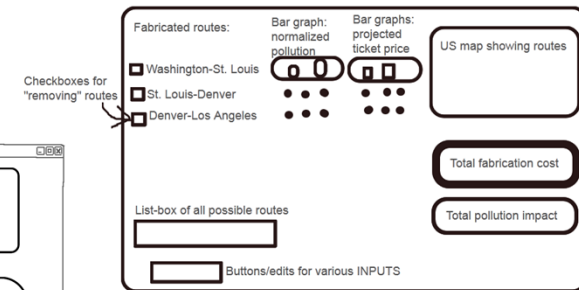 Fabricated routes:
Bar graph:
normalized
pollution
Bar graphs:
projected
ticket price
US map showing routes
Washington-St. Louis
Checkboxes for
"removing" routes
St. Louis-Denver
Denver-Los Angeles
Total fabrication cost
List-box of all possible routes
Total pollution impact
Buttons/edits for various INPUTS